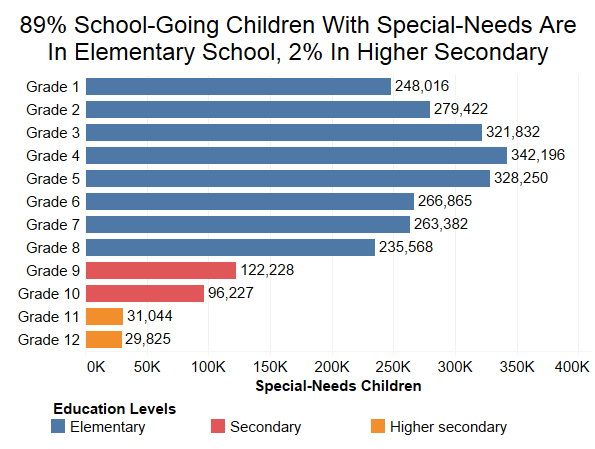 89% School-Going Children With Special-Needs Are
In Elementary School, 2% In Higher Secondary
Grade 1 248,016
Grade 2 279,422
Grade 3 321,832
Grade 4 342,196
Grade 5 328,250
Grade 6 266,865
Grade 7 263,382
Grade 8 235,568
Grade 9 122,228
Grade 10 96,227
Grade 11 31,044
Grade 12 29,825
0K 50K 100K 150K 200K 250K 300K 350K 400K
Special-Needs Children
Education Levels
Elementary Secondary Higher secondary